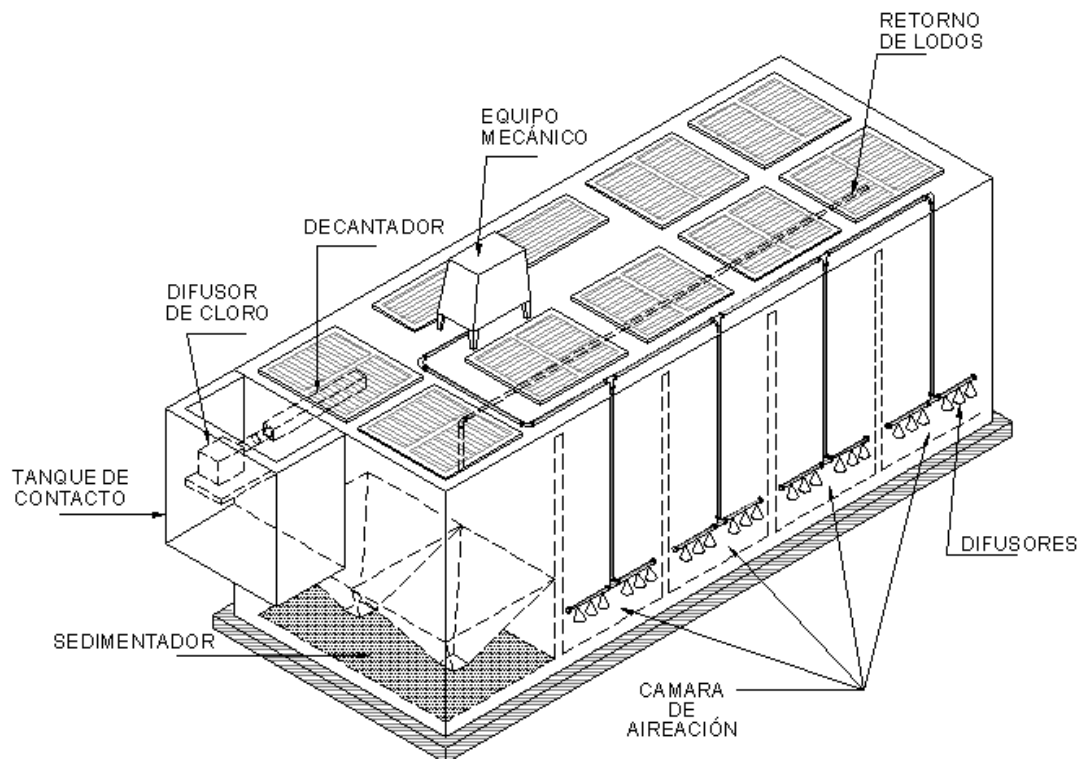 RETORNO
DE LODOS
EQUIPO
MECÁNICO
DECANTADOR
DIFUSOR
DE CLORO
TANQUE DE
CONTACTO
DIFUSORES
SEDIMENTADOR
CAMARA
DE
AIREACIÓN